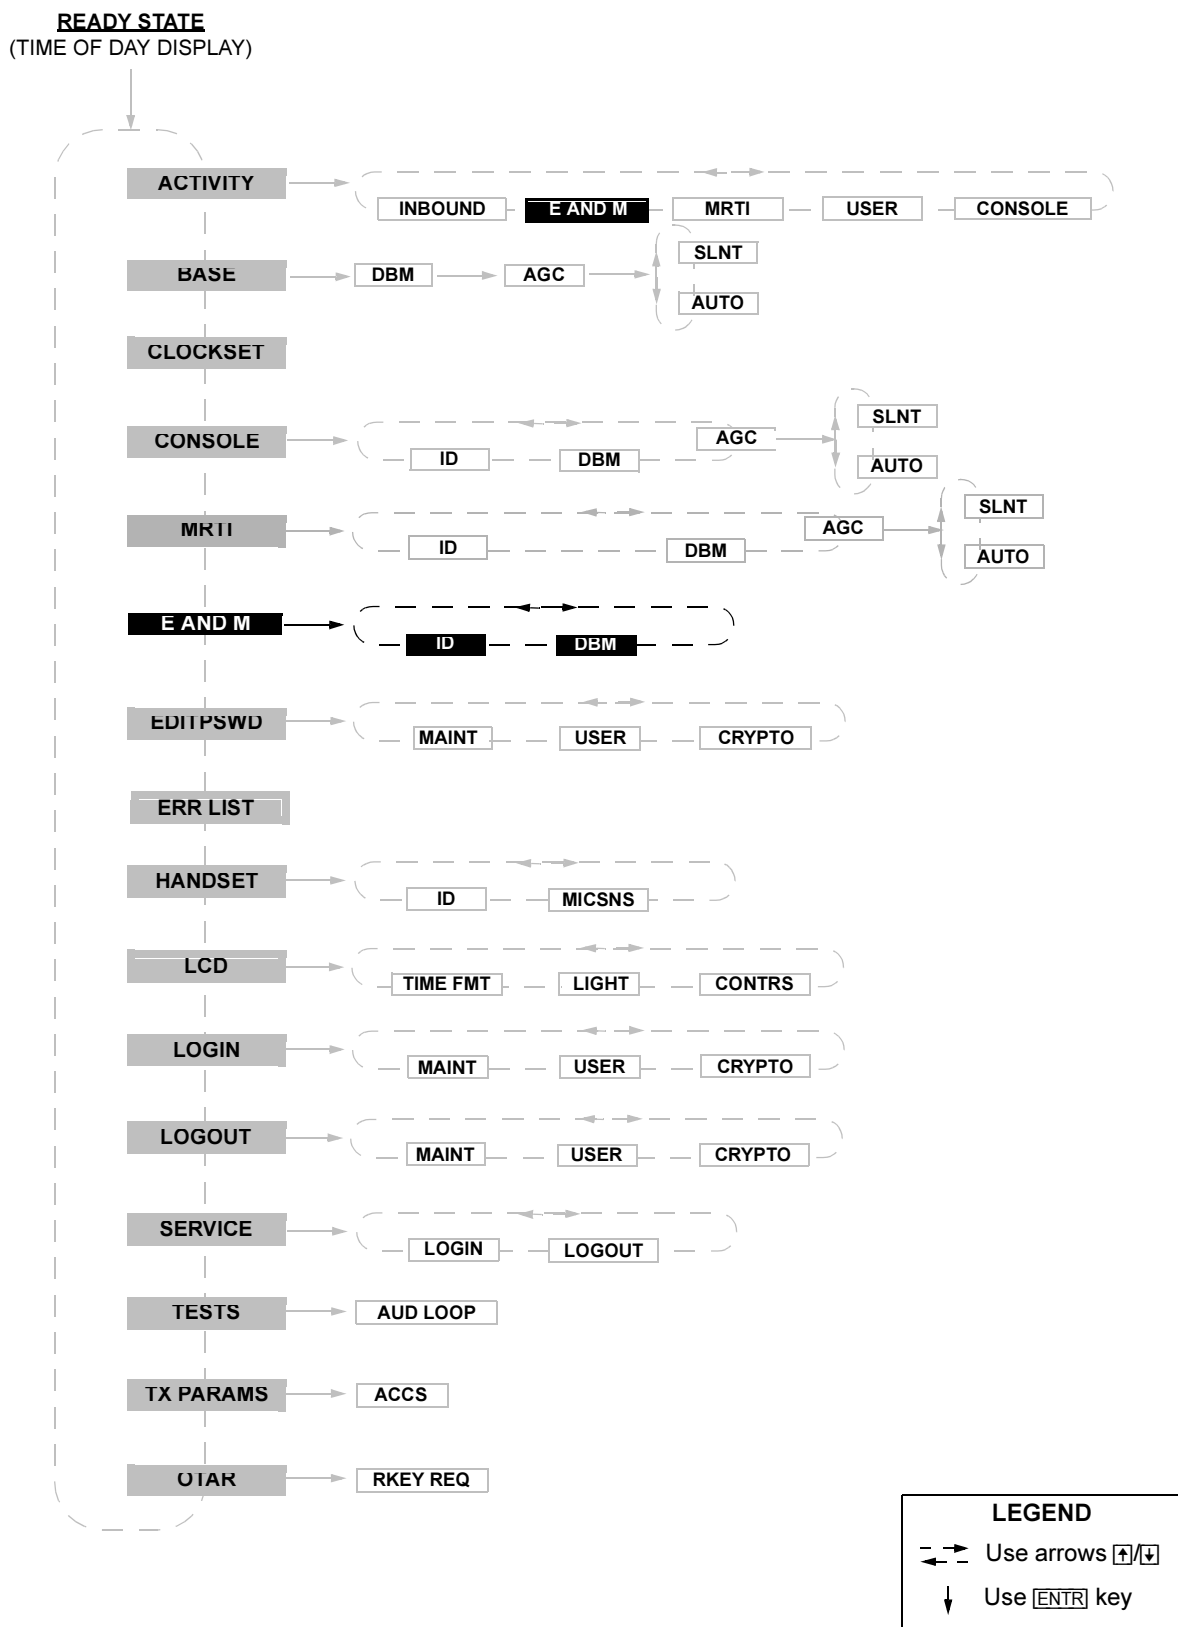 READY STATE
(TIME OF DAY DISPLAY)
ACTIVITY
INBOUND E AND M MRTI USER CONSOLE
BASE DBM AGC SLNT
AUTO
CLOCKSET
CONSOLE ID DBM AGC SLNT
AUTO
MRTI ID DBM AGC SLNT
AUTO
E AND M ID DBM
EDITPSWD MAINT USER CRYPTO
ERR LIST
HANDSET ID MICSNS
LCD TIME FMT LIGHT CONTRS
LOGIN MAINT USER CRYPTO
LOGOUT MAINT USER CRYPTO
SERVICE LOGIN LOGOUT
TESTS AUD LOOP
TX PARAMS ACCS
OTAR RKEY REQ
LEGEND
Use arrows ↑/↓
Use ENTR key